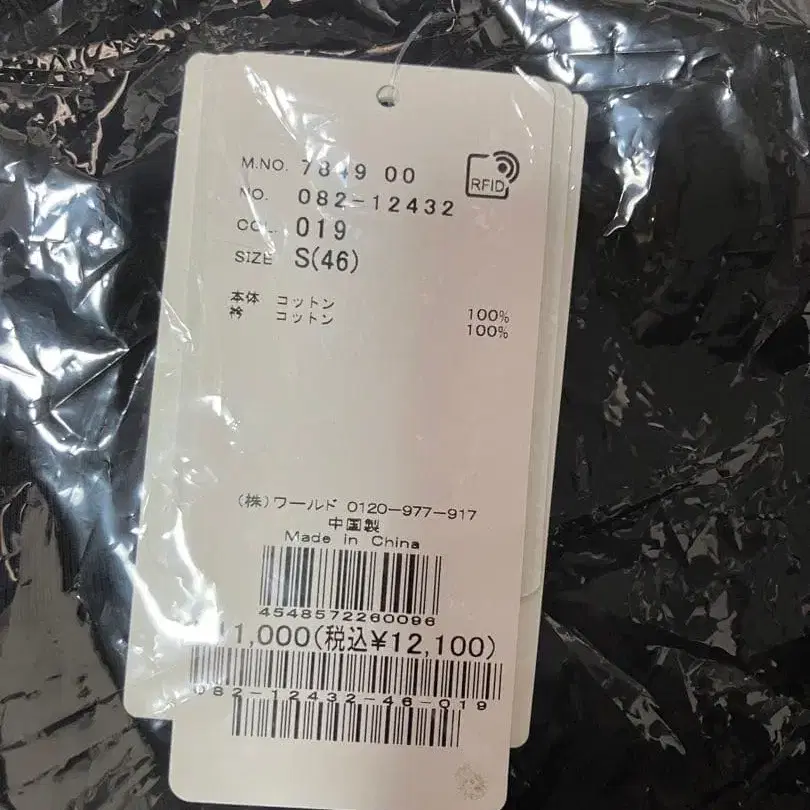 RFID
M.NO. 7849 00
NO. 082-12432
COL. 019
SIZE S(46)
本体 コットン 100%
衿 コットン 100%
(株)ワールド 0120-977-917
中国製
Made in China
4548572260096
1,000(税込¥12,100)
082-12432-46-019